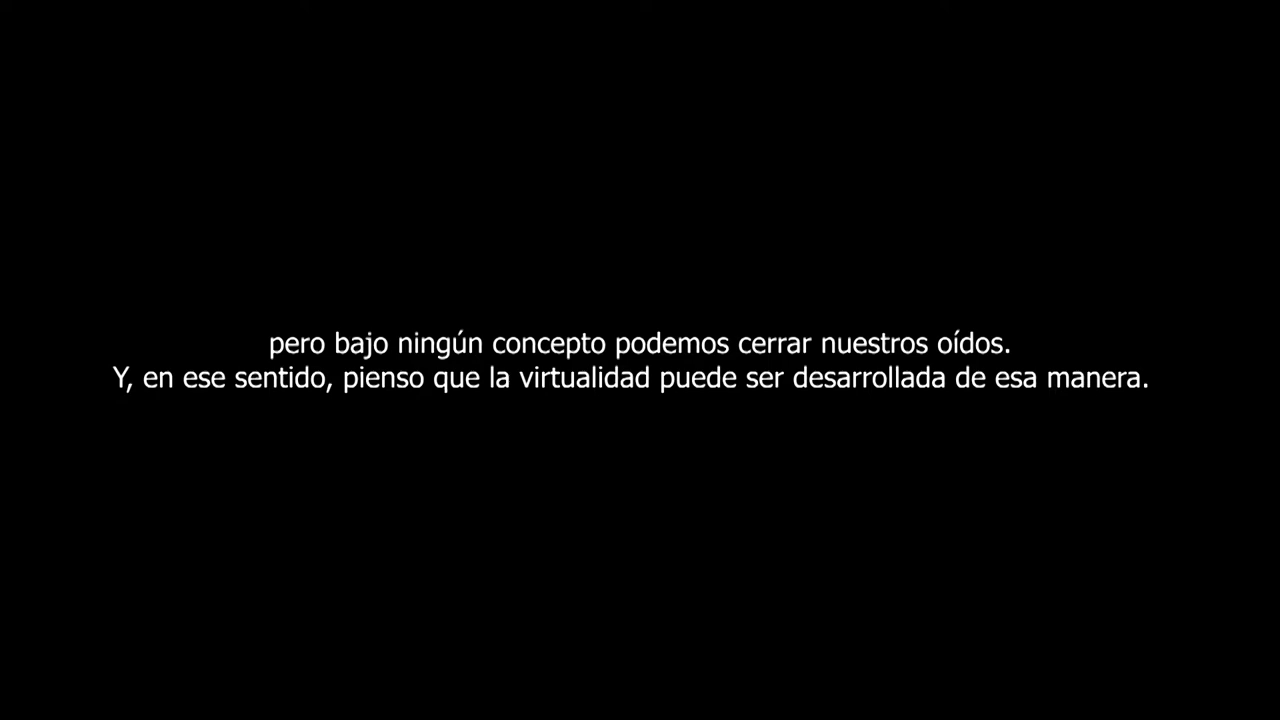 pero bajo ningún concepto podemos cerrar nuestros oídos.
Y, en ese sentido, pienso que la virtualidad puede ser desarrollada de esa manera.